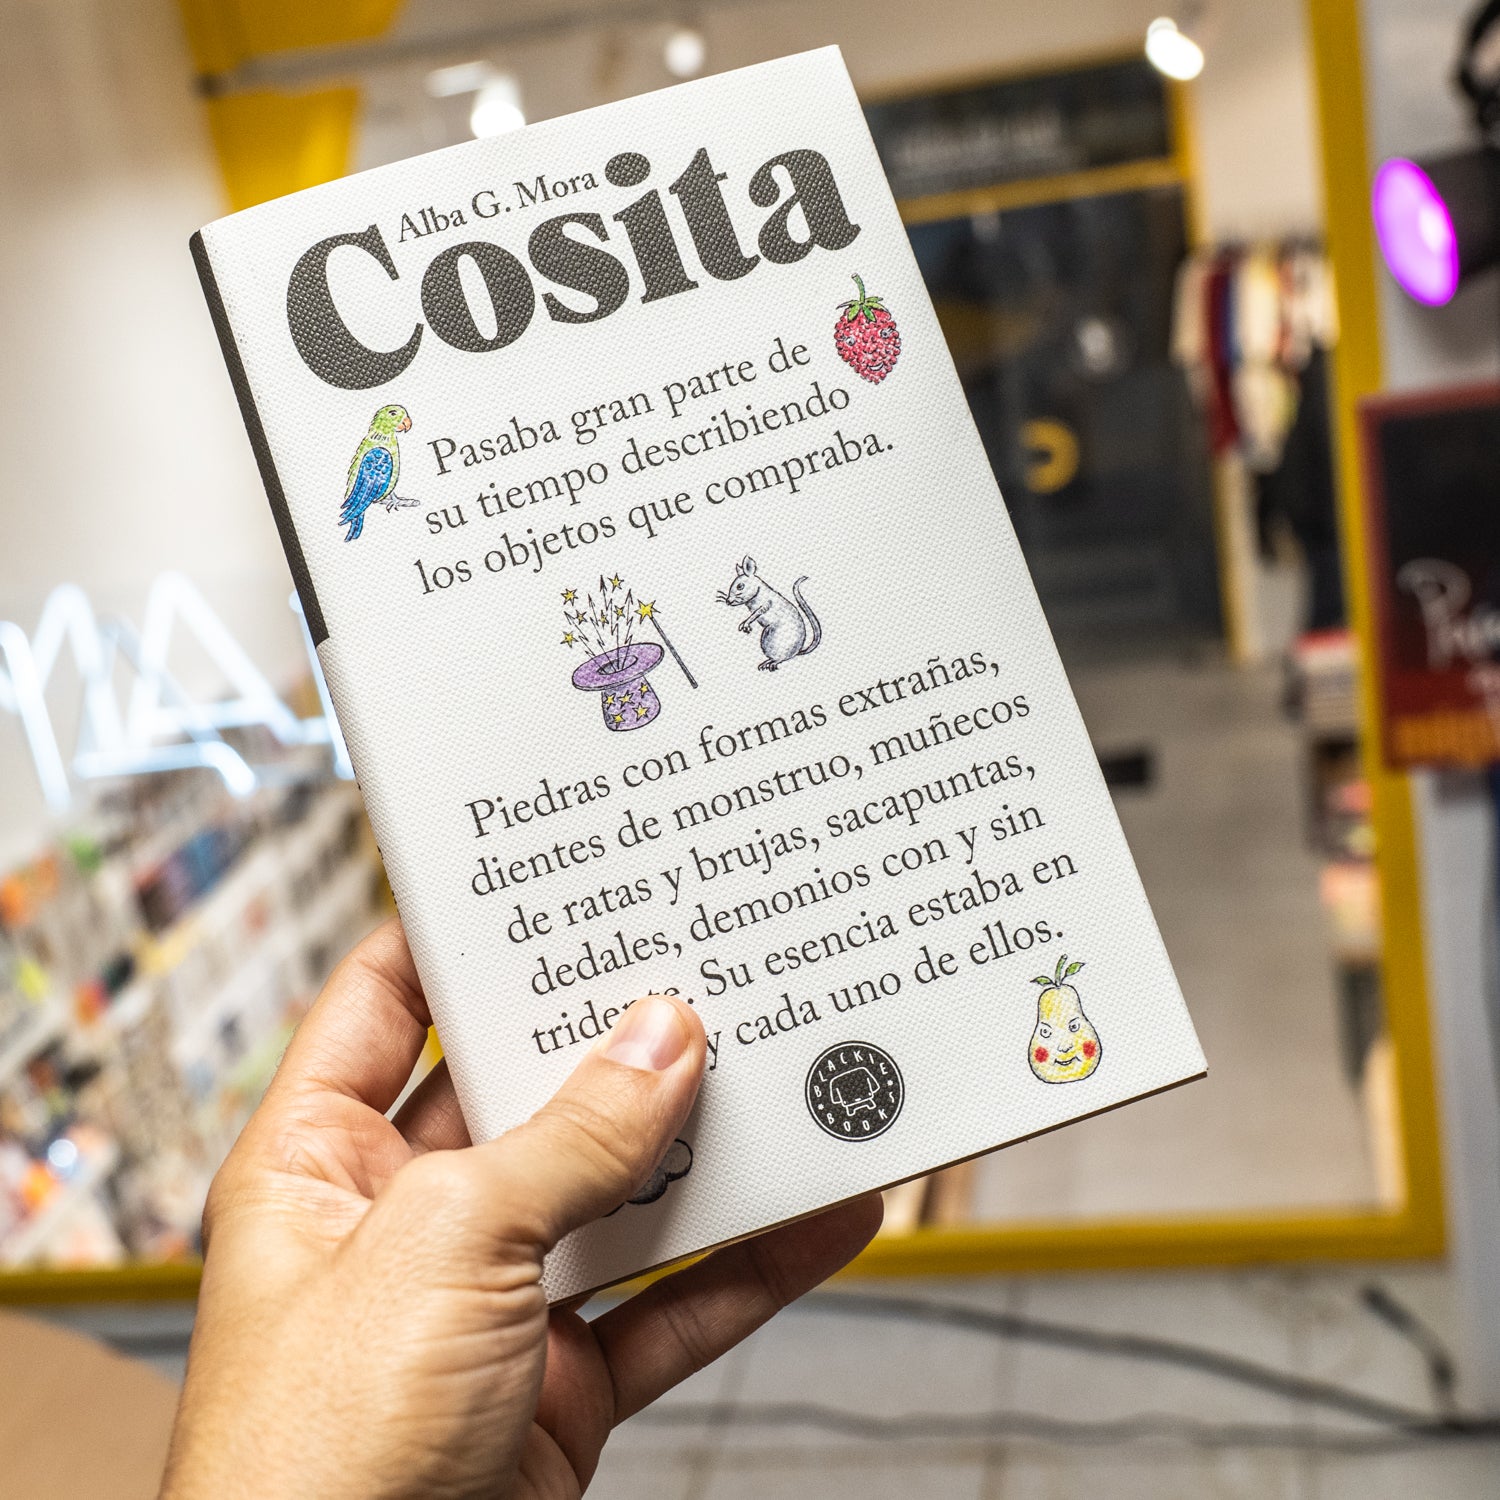 Alba G. Mora
Cosita
Pasaba gran parte de
su tiempo describiendo
los objetos que compraba.
Piedras con formas extrañas,
dientes de monstruo, muñecos
de ratas y brujas, sacapuntas,
dedales, demonios con y sin
tridente. Su esencia estaba en
y cada uno de ellos.
BLACKIE
BOOKS